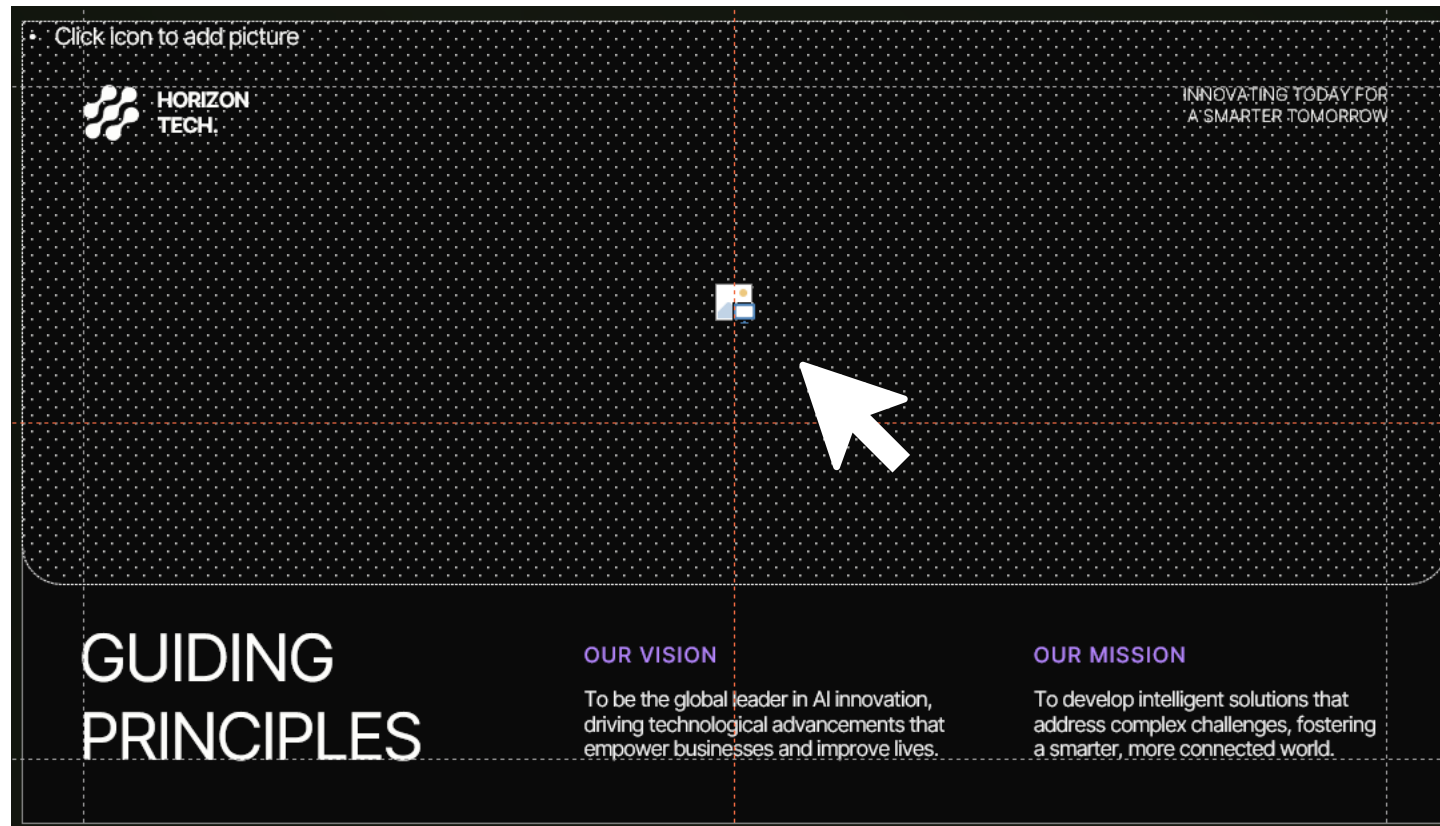 Click icon to add picture
HORIZON
TECH.
INNOVATING TODAY FOR
A SMARTER TOMORROW
GUIDING
PRINCIPLES
OUR VISION
To be the global leader in AI innovation,
driving technological advancements that
empower businesses and improve lives.
OUR MISSION
To develop intelligent solutions that
address complex challenges, fostering
a smarter, more connected world.